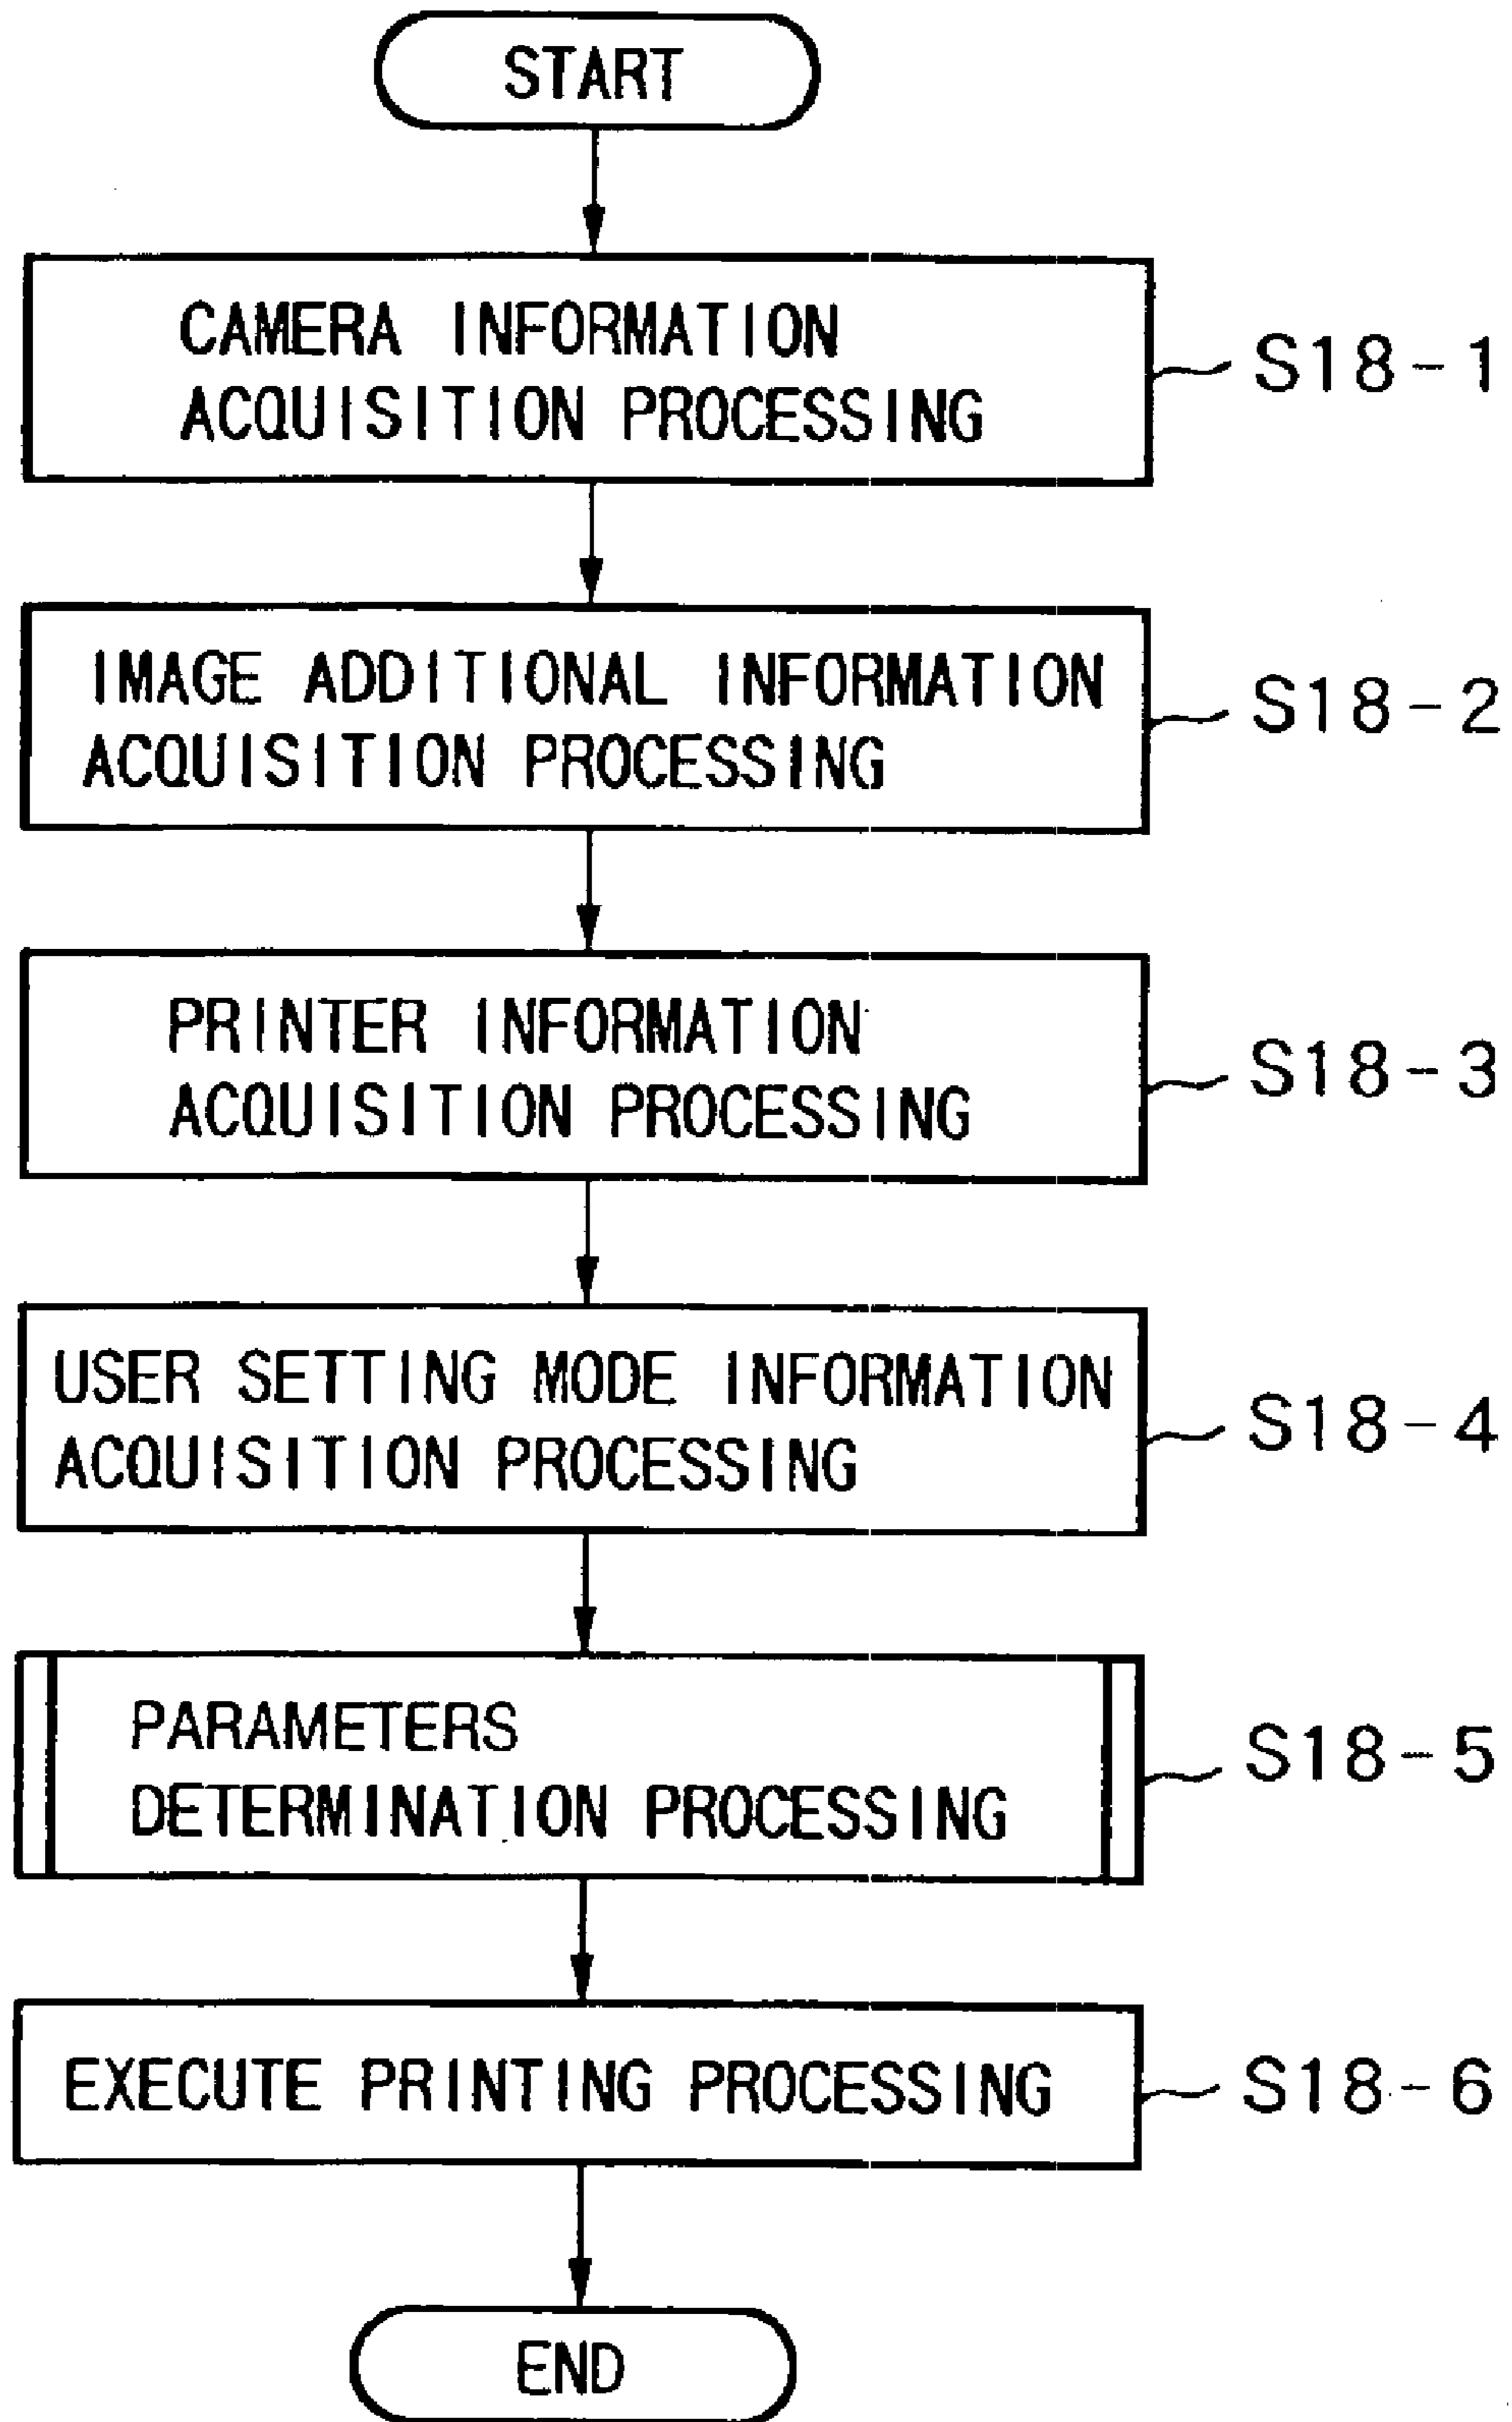 START
CAMERA INFORMATION
ACQUISITION PROCESSING
S18-1
IMAGE ADDITIONAL INFORMATION
ACQUISITION PROCESSING
S18-2
PRINTER INFORMATION
ACQUISITION PROCESSING
S18-3
USER SETTING MODE INFORMATION
ACQUISITION PROCESSING
S18-4
PARAMETERS
DETERMINATION PROCESSING
S18-5
EXECUTE PRINTING PROCESSING
S18-6
END